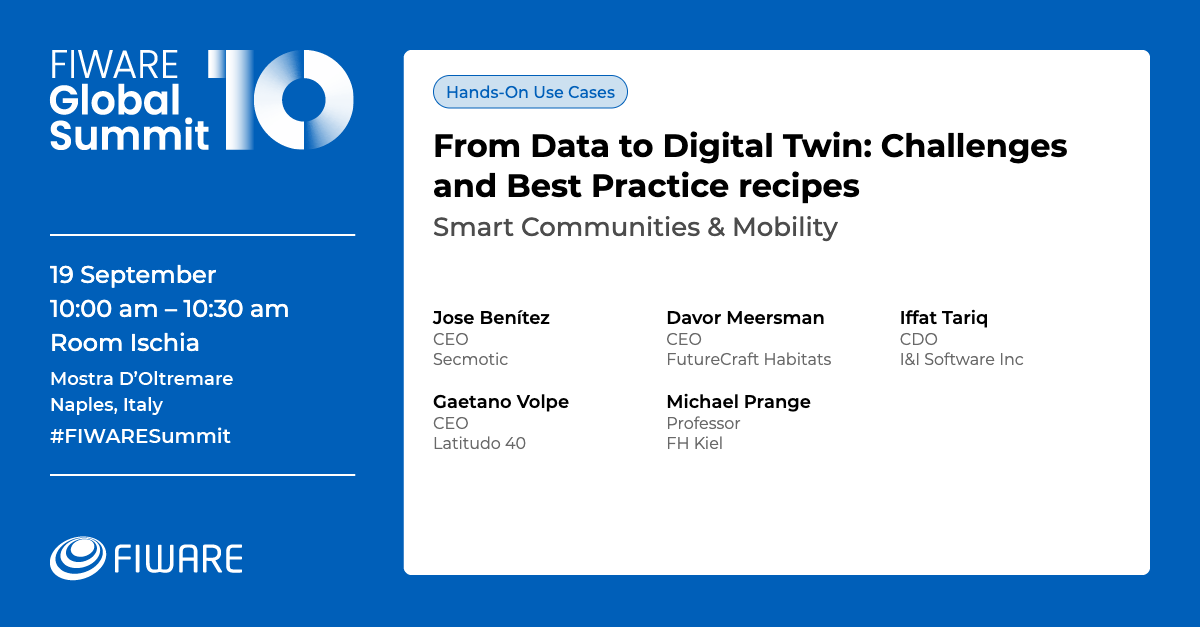 FIWARE
Global
Summit
10
19 September
10:00 am – 10:30 am
Room Ischia
Mostra D’Oltremare
Naples, Italy
#FIWARESummit
FIWARE
Hands-On Use Cases
From Data to Digital Twin: Challenges
and Best Practice recipes
Smart Communities & Mobility
Jose Benítez
CEO
Secmotic
Davor Meersman
CEO
FutureCraft Habitats
Iffat Tariq
CDO
I&I Software Inc
Gaetano Volpe
CEO
Latitudo 40
Michael Prange
Professor
FH Kiel